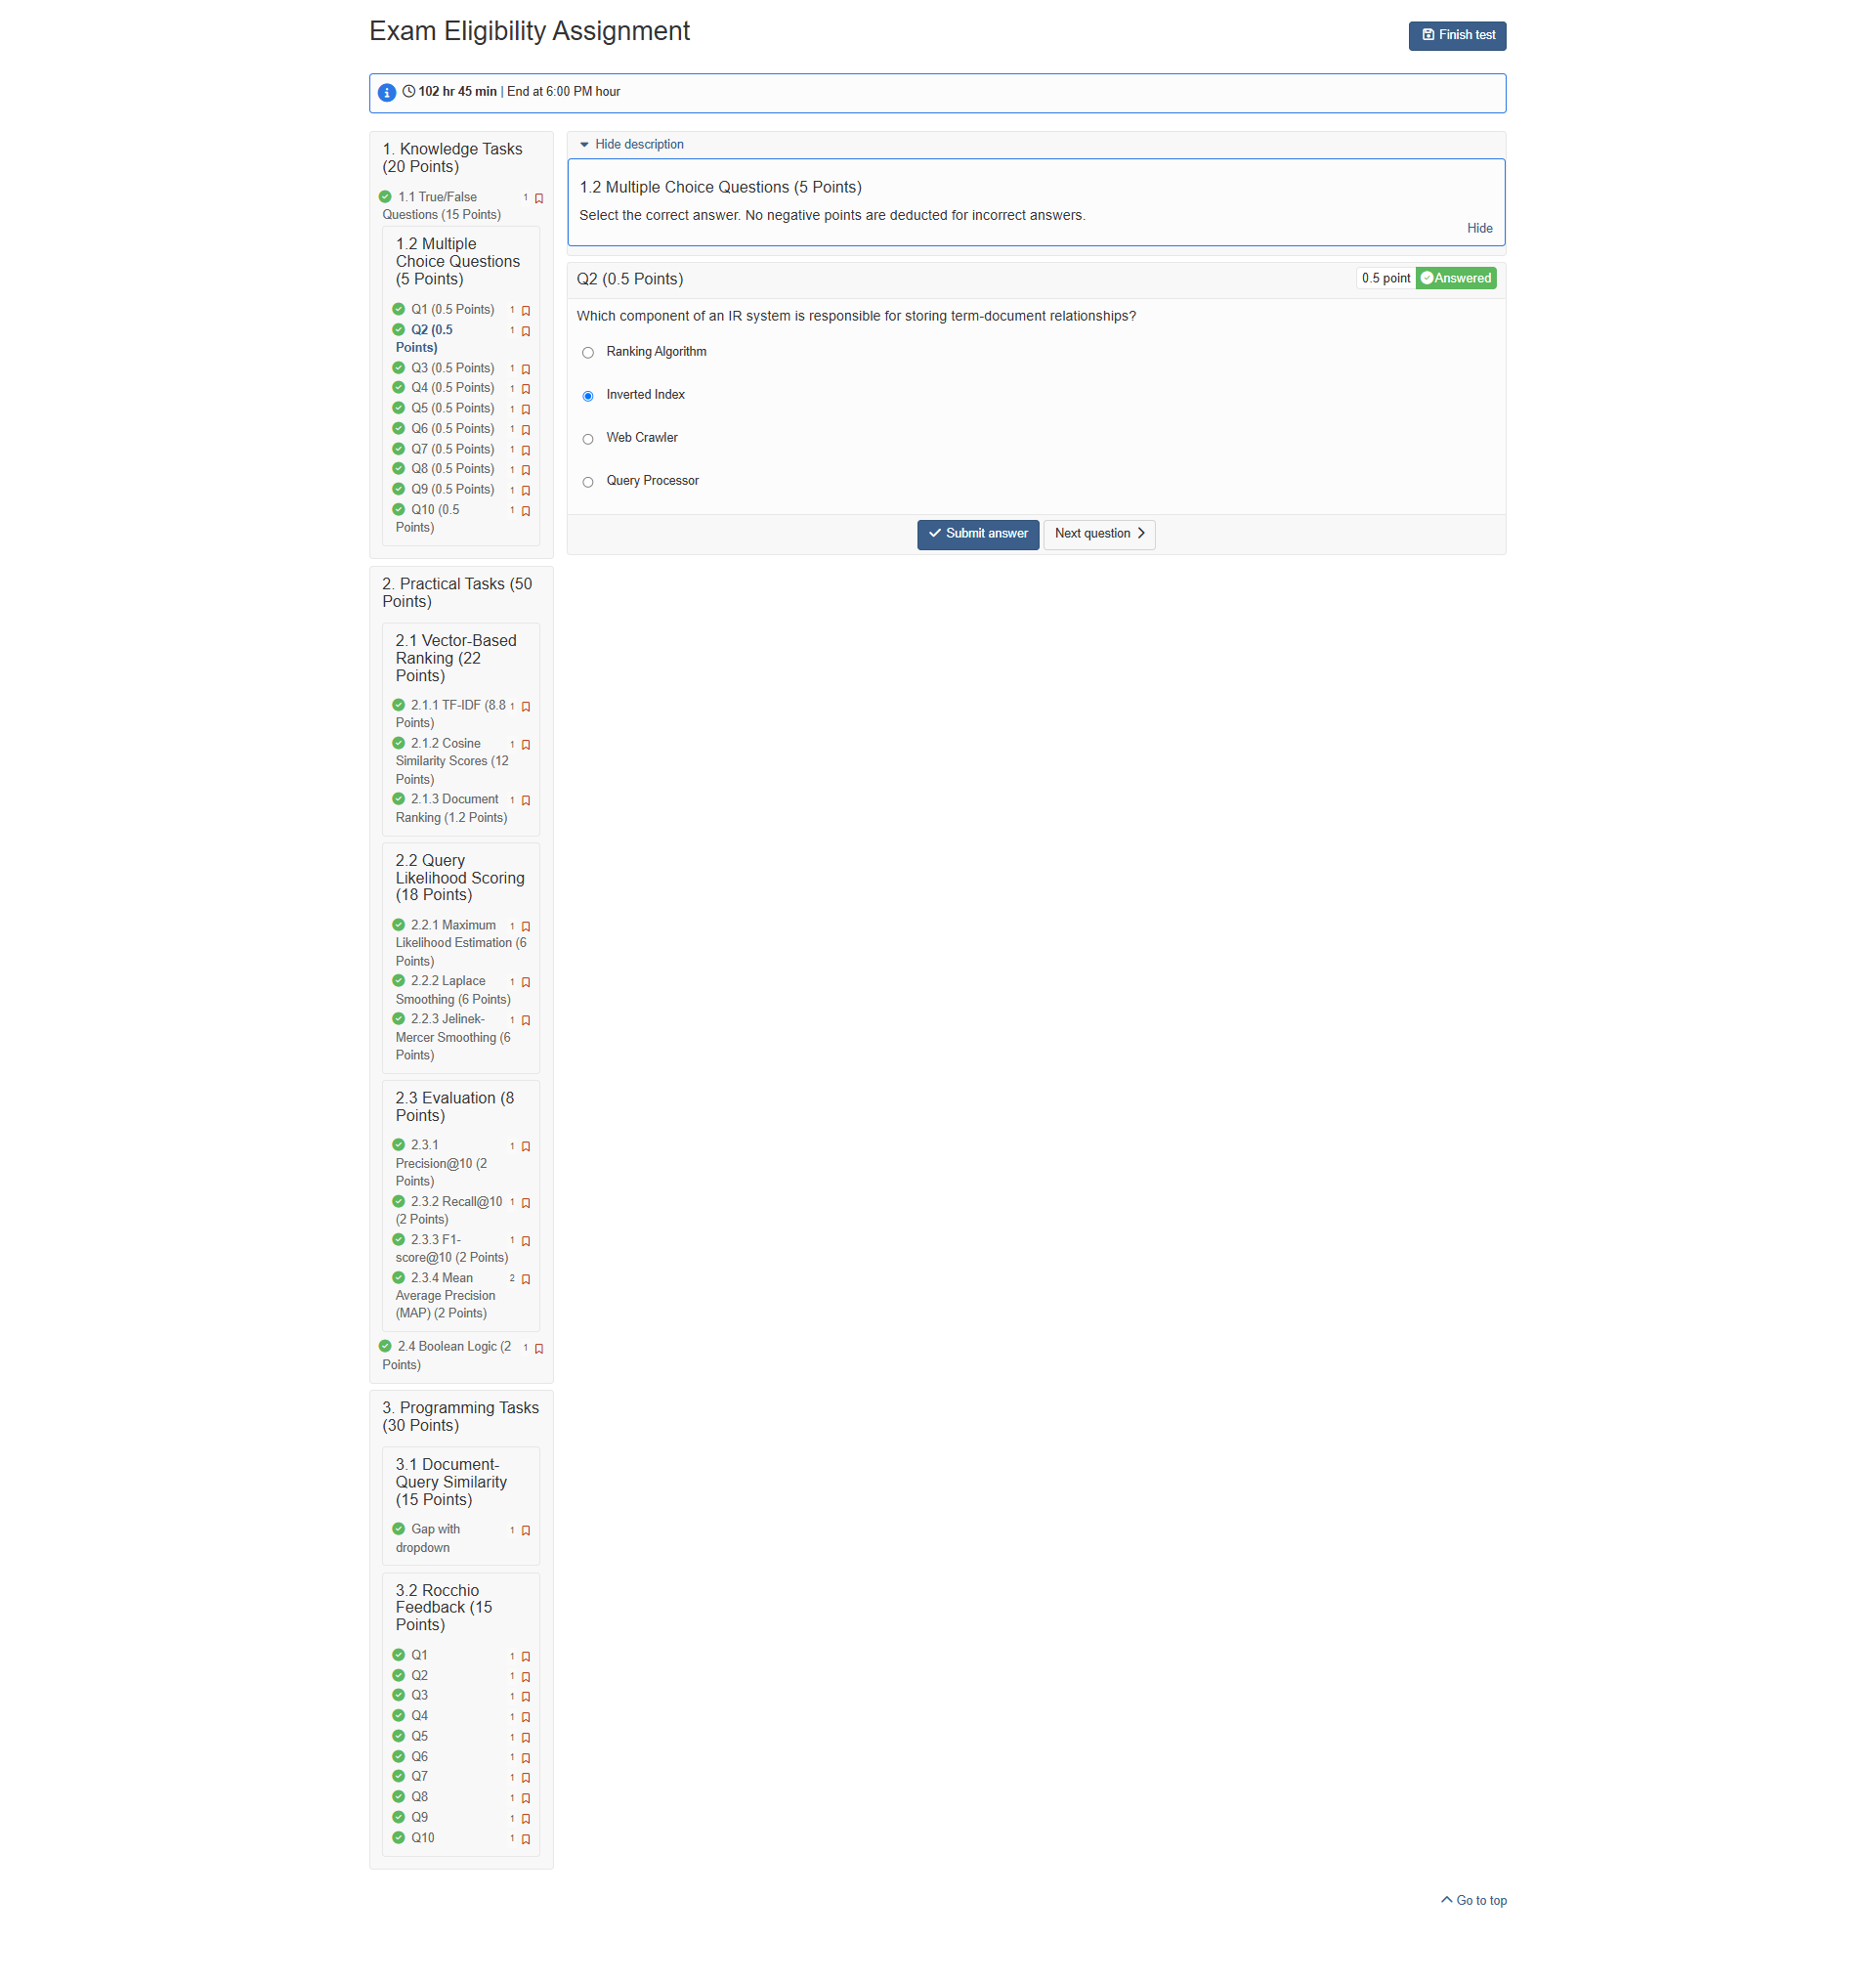 Exam Eligibility Assignment
Finish test
102 hr 45 min | End at 6:00 PM hour
1. Knowledge Tasks
(20 Points)
1.1 True/False 1
Questions (15 Points)
1.2 Multiple
Choice Questions
(5 Points)
Q1 (0.5 Points) 1
Q2 (0.5 1
Points)
Q3 (0.5 Points) 1
Q4 (0.5 Points) 1
Q5 (0.5 Points) 1
Q6 (0.5 Points) 1
Q7 (0.5 Points) 1
Q8 (0.5 Points) 1
Q9 (0.5 Points) 1
Q10 (0.5 1
Points)
2. Practical Tasks (50
Points)
2.1 Vector-Based
Ranking (22
Points)
2.1.1 TF-IDF (8.8 1
Points)
2.1.2 Cosine 1
Similarity Scores (12
Points)
2.1.3 Document 1
Ranking (1.2 Points)
2.2 Query
Likelihood Scoring
(18 Points)
2.2.1 Maximum 1
Likelihood Estimation (6
Points)
2.2.2 Laplace 1
Smoothing (6 Points)
2.2.3 Jelinek- 1
Mercer Smoothing (6
Points)
2.3 Evaluation (8
Points)
2.3.1 1
Precision@10 (2
Points)
2.3.2 Recall@10 1
(2 Points)
2.3.3 F1- 1
score@10 (2 Points)
2.3.4 Mean 2
Average Precision
(MAP) (2 Points)
2.4 Boolean Logic (2 1
Points)
3. Programming Tasks
(30 Points)
3.1 Document-
Query Similarity
(15 Points)
Gap with 1
dropdown
3.2 Rocchio
Feedback (15
Points)
Q1 1
Q2 1
Q3 1
Q4 1
Q5 1
Q6 1
Q7 1
Q8 1
Q9 1
Q10 1
Hide description
1.2 Multiple Choice Questions (5 Points)
Select the correct answer. No negative points are deducted for incorrect answers.
Hide
Q2 (0.5 Points)
0.5 point Answered
Which component of an IR system is responsible for storing term-document relationships?
Ranking Algorithm
Inverted Index
Web Crawler
Query Processor
Submit answer
Next question
Go to top